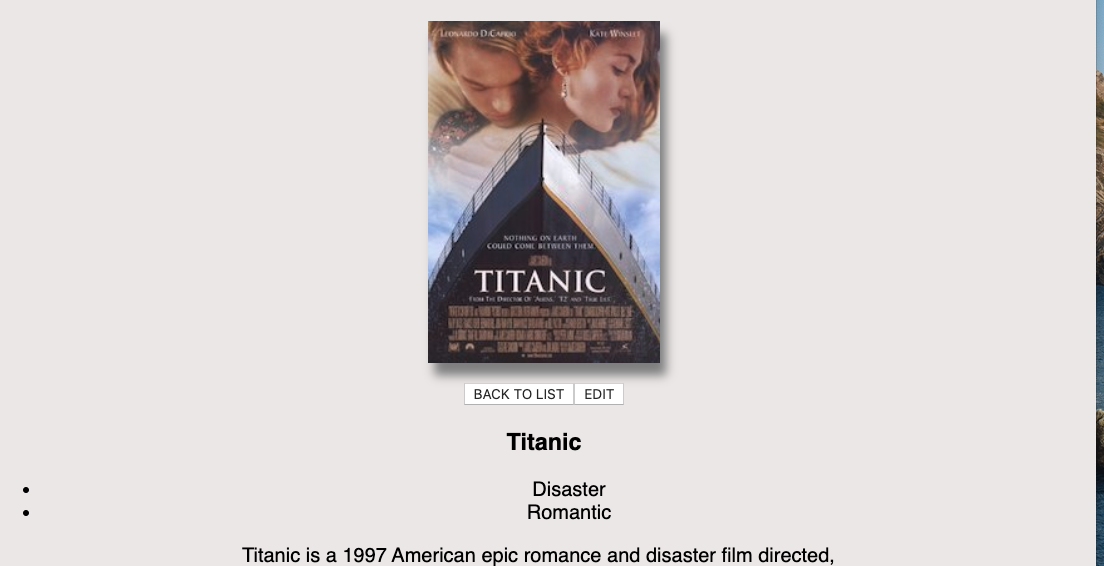 LEONARDO DICAPRIO KATE WINSLET
NOTHING ON EARTH
COULD COME BETWEEN THEM.
TITANIC
FROM THE DIRECTOR OF 'ALIENS,' 'T2' AND 'TRUE LIES'
BACK TO LIST EDIT
Titanic
• Disaster
• Romantic
Titanic is a 1997 American epic romance and disaster film directed,